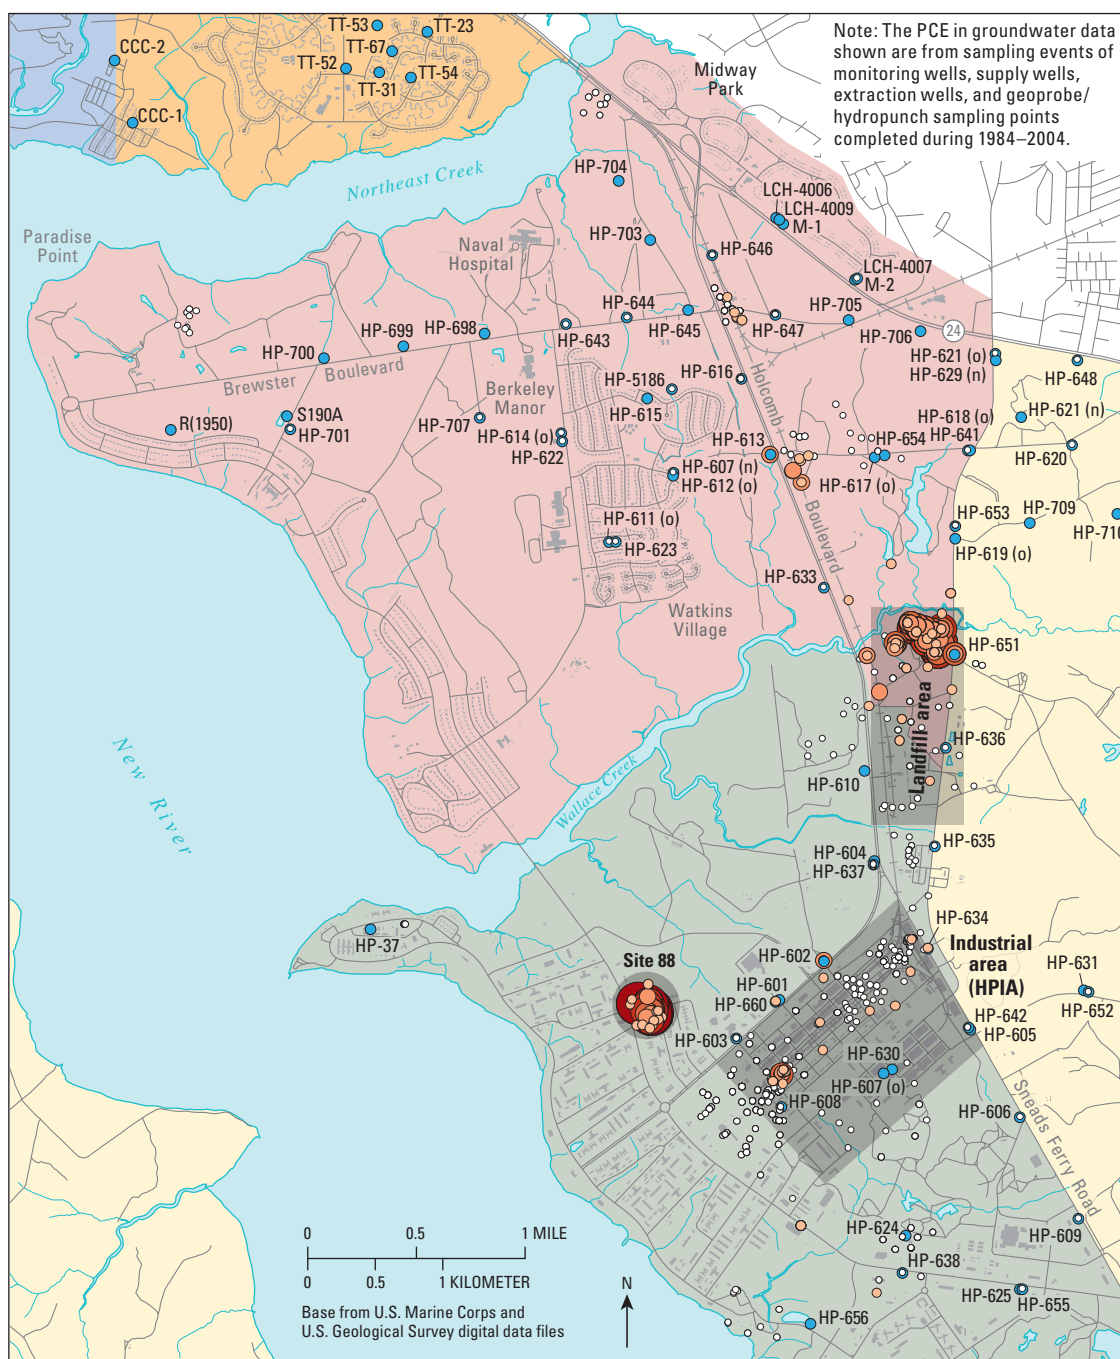 Note: The PCE in groundwater data
shown are from sampling events of
monitoring wells, supply wells,
extraction wells, and geoprobe/
hydropunch sampling points
completed during 1984–2004.
CCC-2
CCC-1
TT-53
TT-23
TT-67
TT-52
TT-54
TT-31
Midway
Park
Northeast Creek
HP-704
LCH-4006
LCH-4009
M-1
Paradise
Point
Naval
Hospital
HP-703
HP-646
LCH-4007
M-2
HP-644
HP-645
HP-647
HP-705
HP-706
24
HP-700
HP-699
HP-698
HP-643
Brewster
Boulevard
HP-621 (o)
HP-629 (n)
HP-648
Berkeley
Manor
HP-5186
HP-615
HP-616
Holcomb
Boulevard
R(1950)
S190A
HP-701
HP-707
HP-614 (o)
HP-622
HP-613
HP-654
HP-618 (o)
HP-641
HP-621 (n)
HP-620
HP-607 (n)
HP-612 (o)
HP-617 (o)
HP-611 (o)
HP-623
HP-653
HP-709
HP-710
HP-619 (o)
HP-633
Watkins
Village
HP-651
Landfill area
HP-636
HP-610
New River
Wallace Creek
HP-604
HP-637
HP-635
HP-37
HP-634
Industrial
area
(HPIA)
Site 88
HP-602
HP-601
HP-660
HP-631
HP-652
HP-603
HP-642
HP-605
HP-630
HP-607 (o)
HP-608
HP-606
Sneads Ferry Road
HP-624
HP-609
HP-638
HP-625
HP-655
HP-656
0 0.5 1 MILE
0 0.5 1 KILOMETER
N
Base from U.S. Marine Corps and
U.S. Geological Survey digital data files